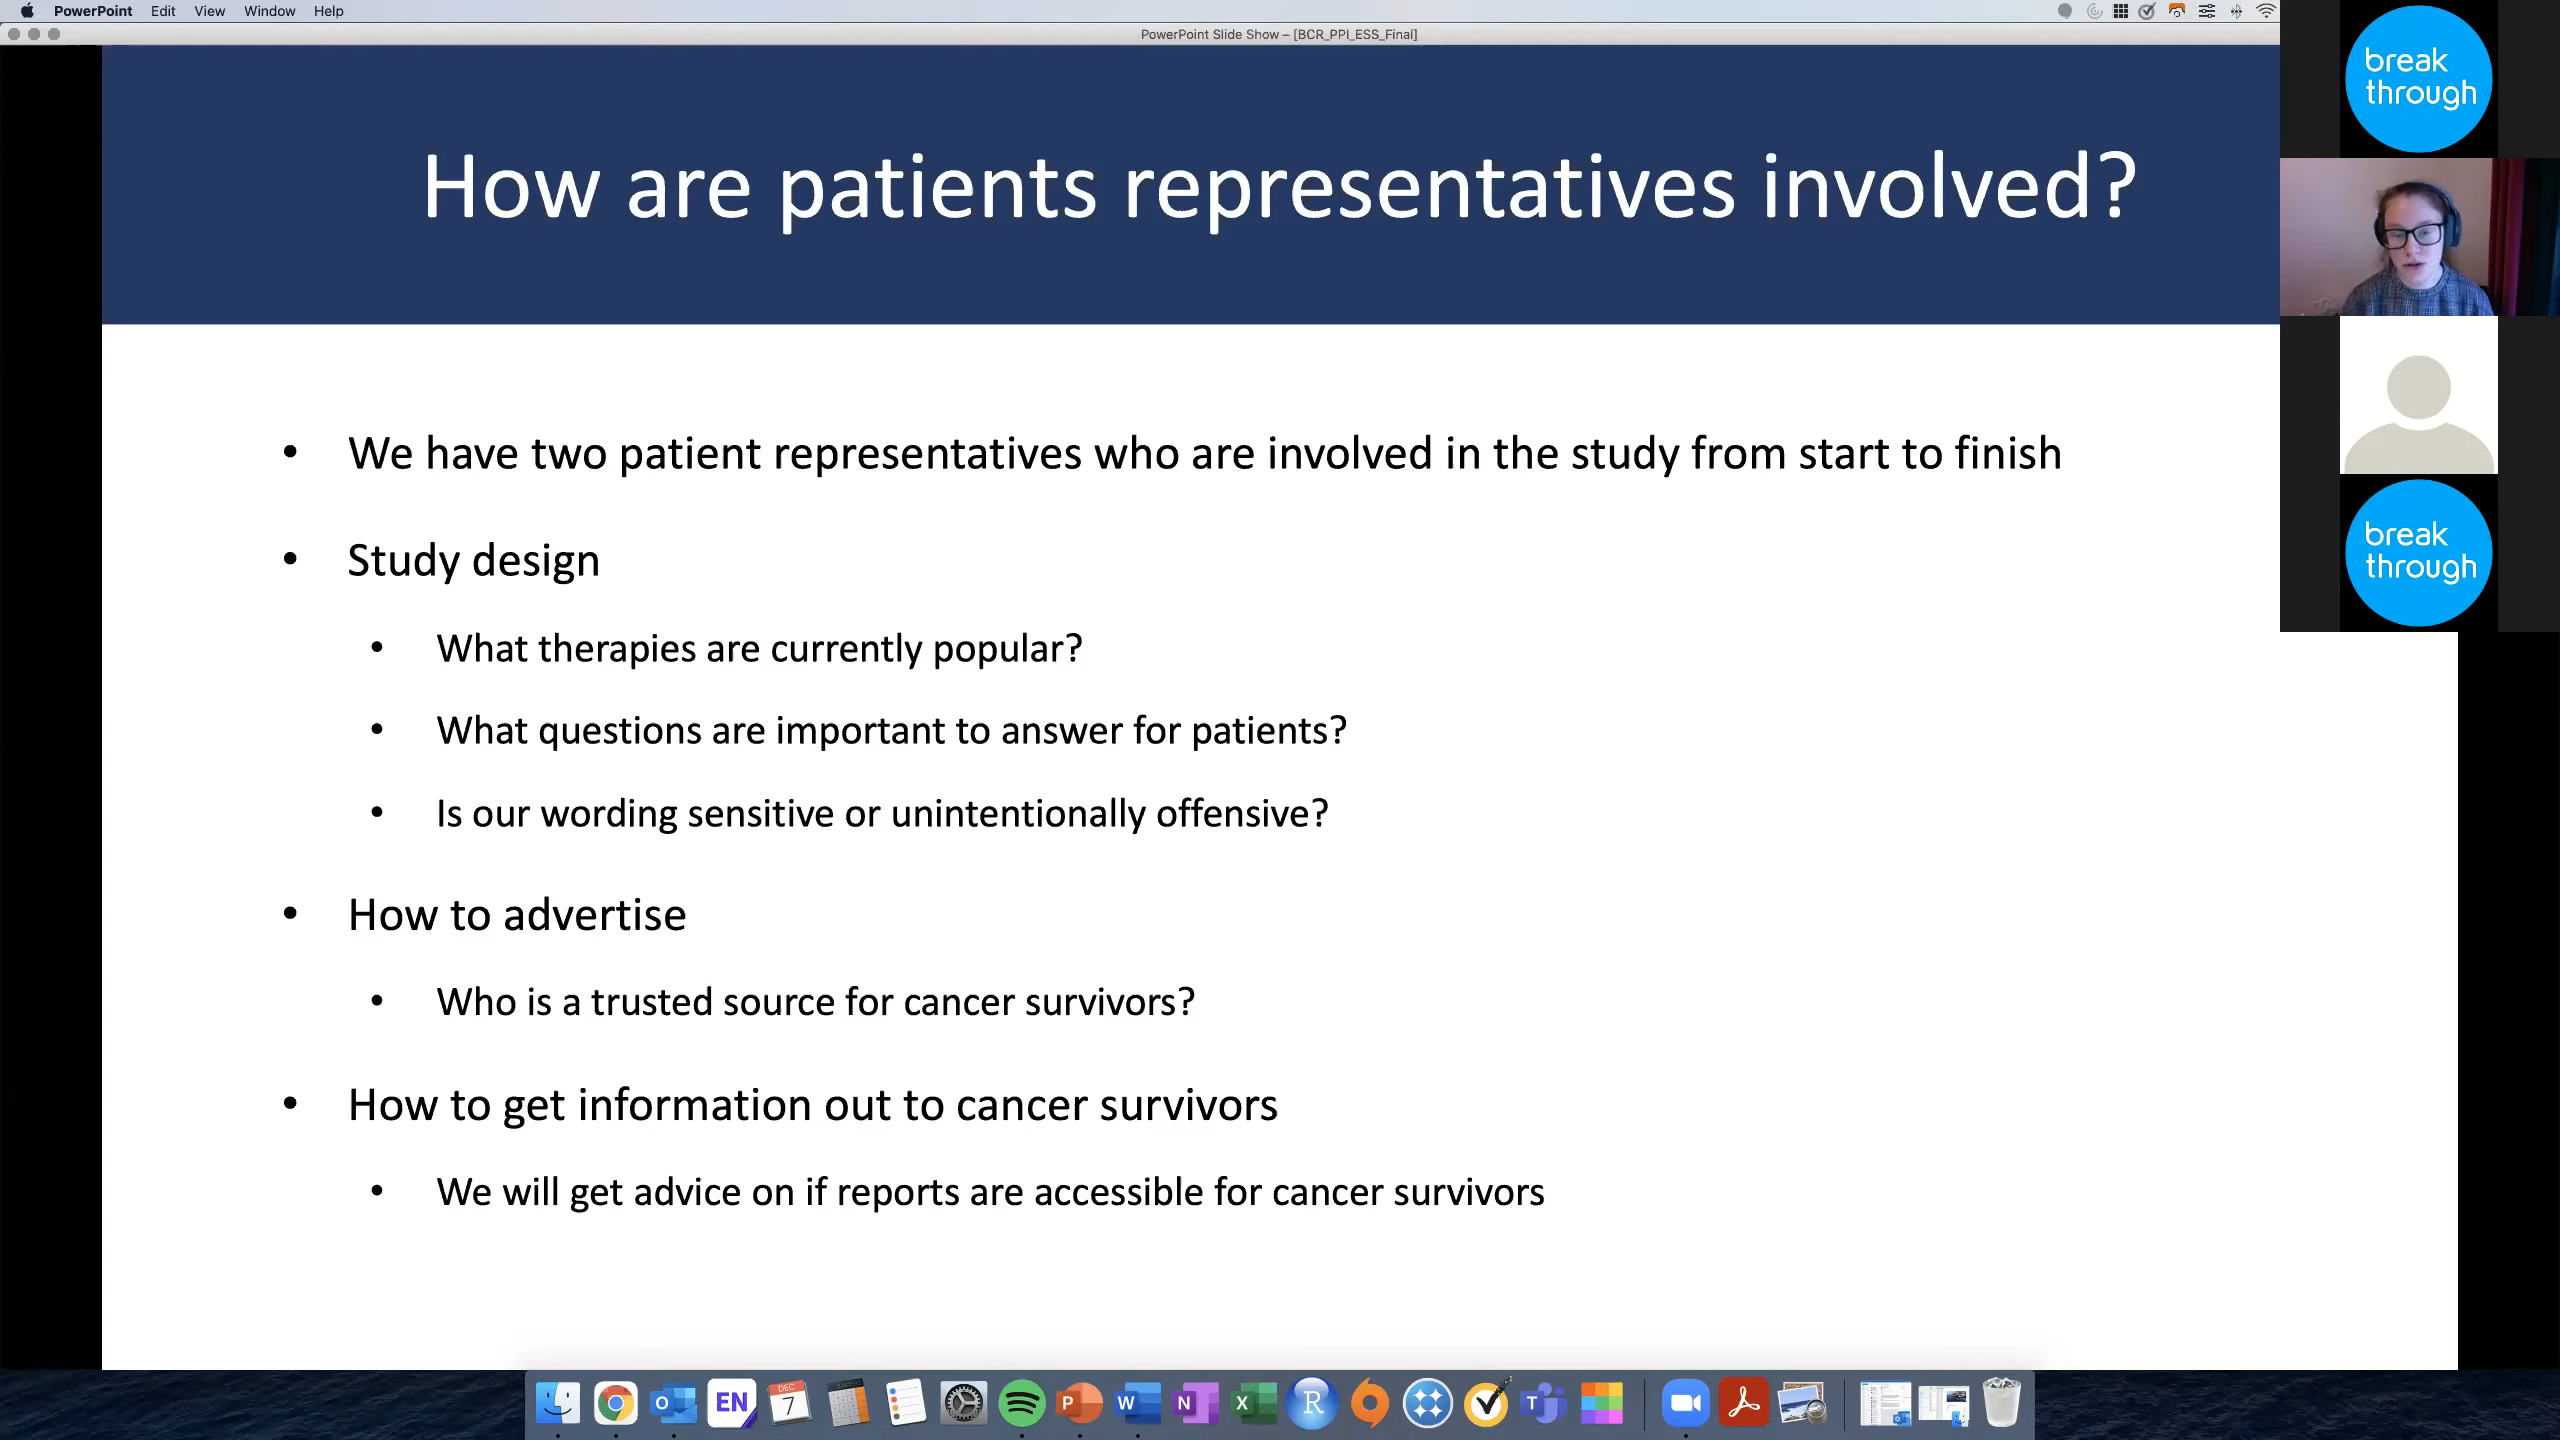 PowerPoint Edit View Window Help
PowerPoint Slide Show – [BCR_PPI_ESS_Final]
break
through
How are patients representatives involved?
• We have two patient representatives who are involved in the study from start to finish
break
through
• Study design
• What therapies are currently popular?
• What questions are important to answer for patients?
• Is our wording sensitive or unintentionally offensive?
• How to advertise
• Who is a trusted source for cancer survivors?
• How to get information out to cancer survivors
• We will get advice on if reports are accessible for cancer survivors
O EN DEC 7 P W N X R T